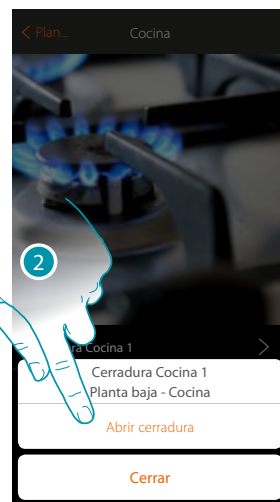 < Plan... Cocina
2
ra Cocina 1 >
Cerradura Cocina 1
Planta baja - Cocina
Abrir cerradura
Cerrar